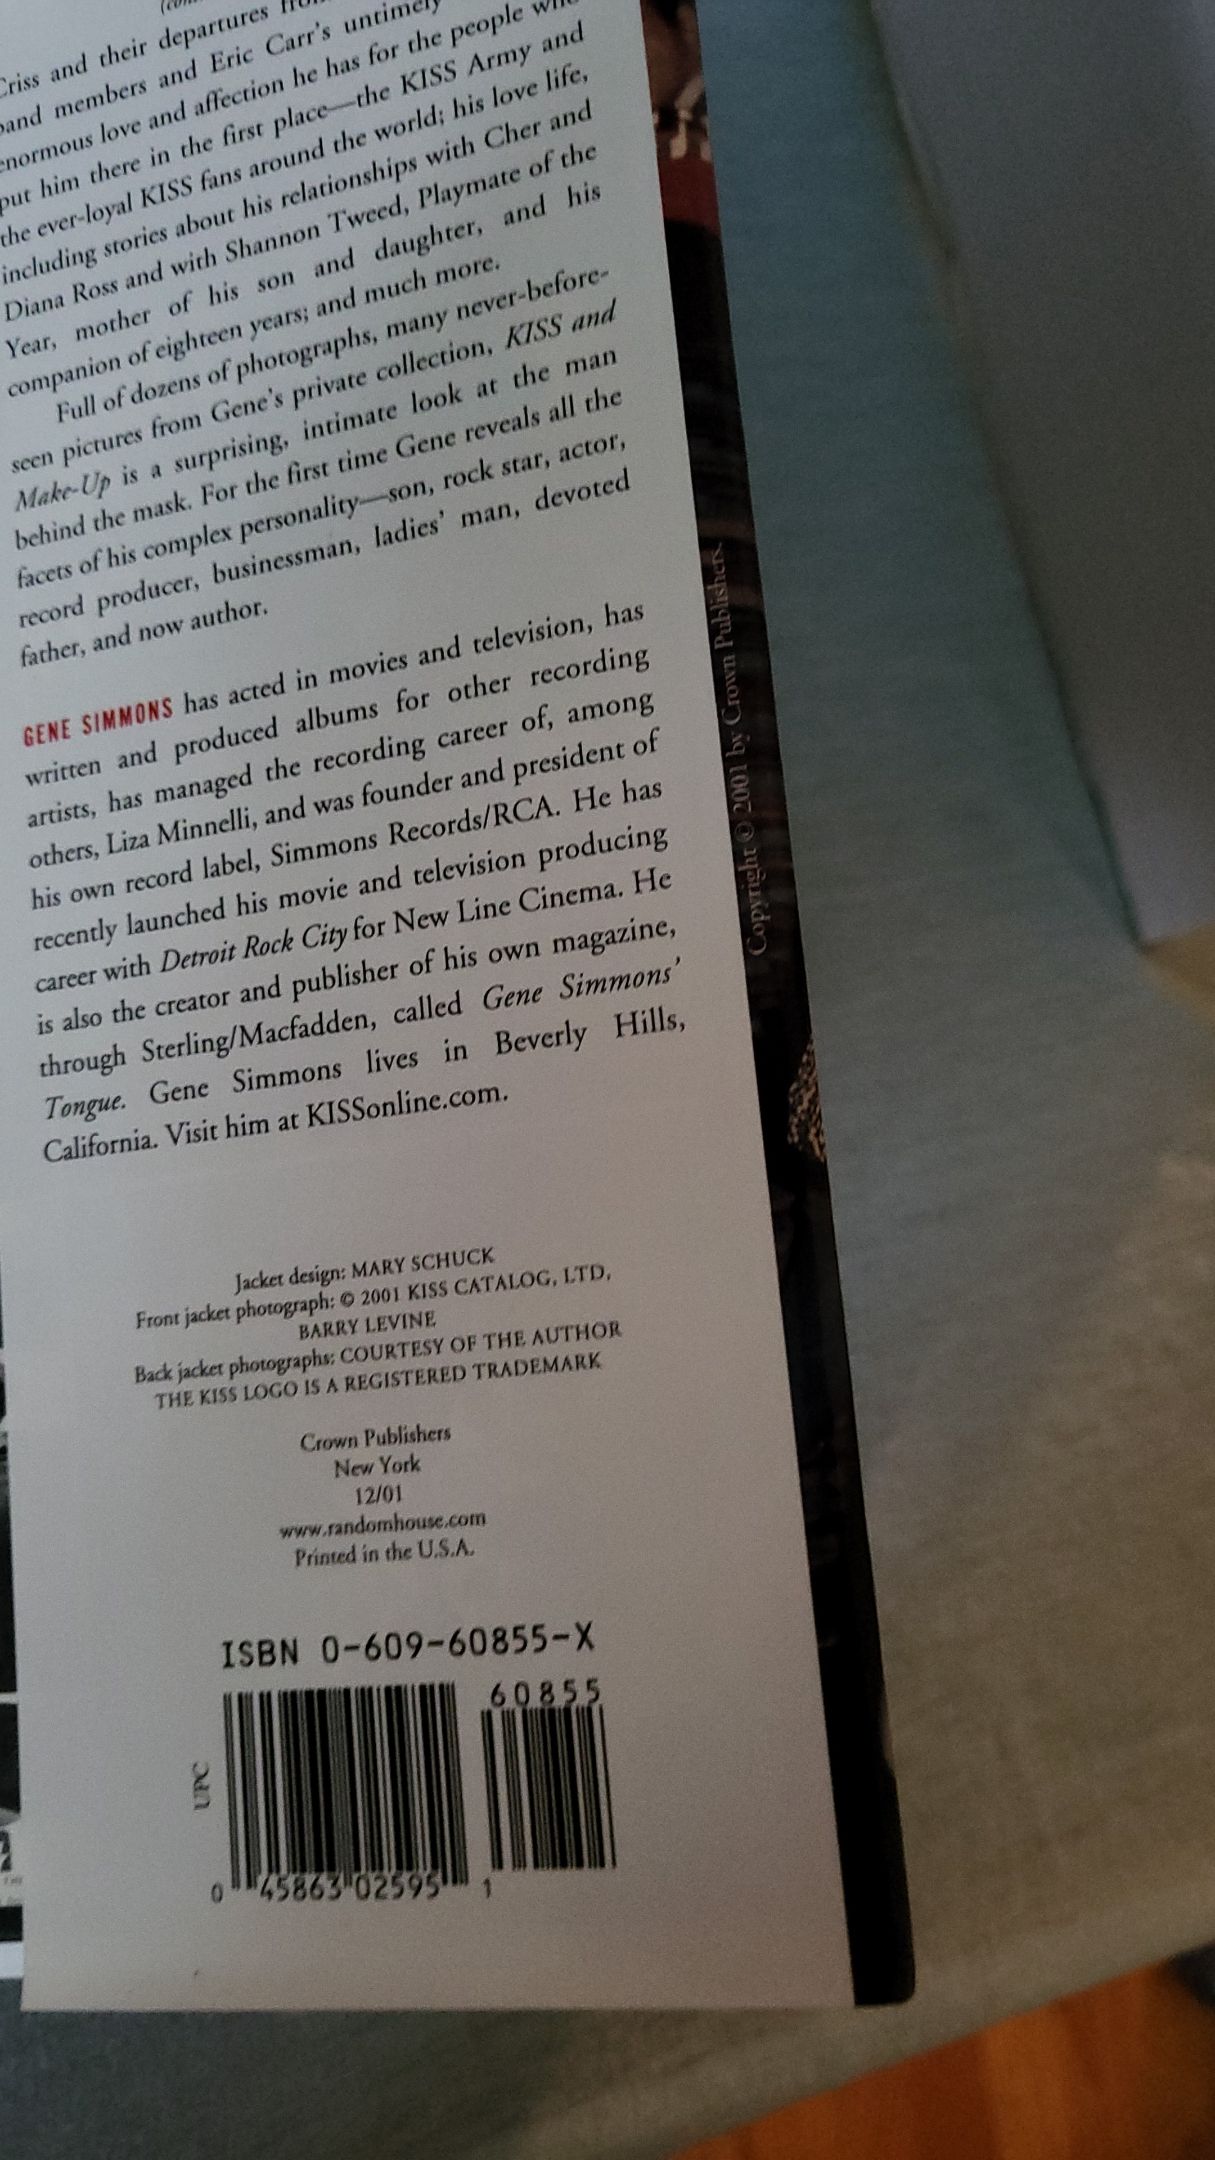 Criss and their departures
band members and Eric Carr's untimely
enormous love and affection he has for the people who
put him there in the first place—the KISS Army and
the ever-loyal KISS fans around the world; his love life,
including stories about his relationships with Cher and
Diana Ross and with Shannon Tweed, Playmate of the
Year, mother of his son and daughter, and his
companion of eighteen years; and much more.
Full of dozens of photographs, many never-before-
seen pictures from Gene's private collection, KISS and
Make-Up is a surprising, intimate look at the man
behind the mask. For the first time Gene reveals all the
facets of his complex personality—son, rock star, actor,
record producer, businessman, ladies' man, devoted
father, and now author.
GENE SIMMONS has acted in movies and television, has
written and produced albums for other recording
artists, has managed the recording career of, among
others, Liza Minnelli, and was founder and president of
his own record label, Simmons Records/RCA. He has
recently launched his movie and television producing
career with Detroit Rock City for New Line Cinema. He
is also the creator and publisher of his own magazine,
through Sterling/Macfadden, called Gene Simmons'
Tongue. Gene Simmons lives in Beverly Hills,
California. Visit him at KISSonline.com.
Jacket design: MARY SCHUCK
Front jacket photograph: © 2001 KISS CATALOG, LTD,
BARRY LEVINE
Back jacket photographs: COURTESY OF THE AUTHOR
THE KISS LOGO IS A REGISTERED TRADEMARK
Crown Publishers
New York
12/01
www.randomhouse.com
Printed in the U.S.A.
ISBN 0-609-60855-X
60855
UPC
0 45863 02595 1
Copyright © 2001 by Crown Publishers.